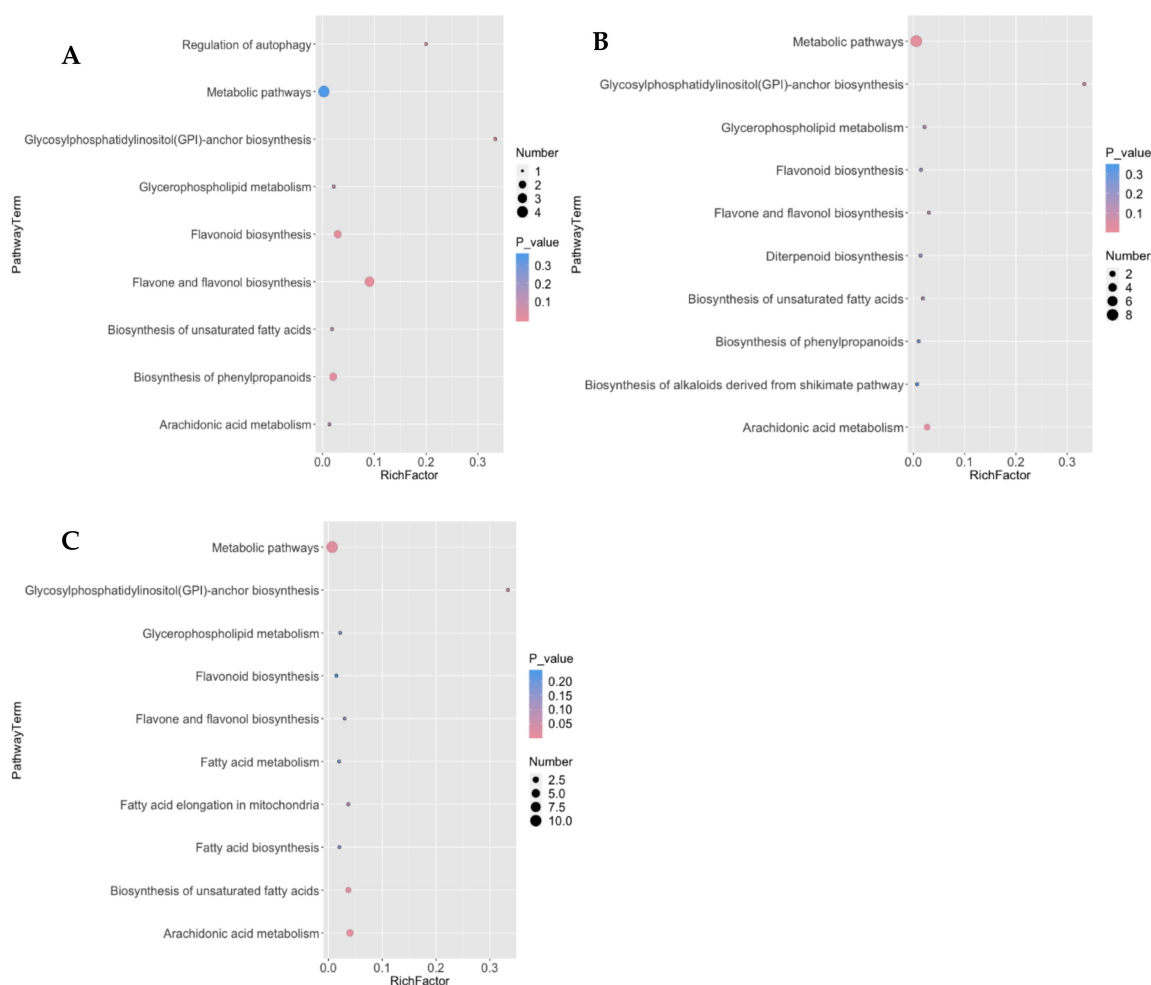 A
PathwayTerm
Regulation of autophagy
Metabolic pathways
Glycosylphosphatidylinositol(GPI)-anchor biosynthesis
Glycerophospholipid metabolism
Flavonoid biosynthesis
Flavone and flavonol biosynthesis
Biosynthesis of unsaturated fatty acids
Biosynthesis of phenylpropanoids
Arachidonic acid metabolism
0.0 0.1 0.2 0.3
RichFactor
Number
1
2
3
4
P_value
0.3
0.2
0.1
B
PathwayTerm
Metabolic pathways
Glycosylphosphatidylinositol(GPI)-anchor biosynthesis
Glycerophospholipid metabolism
Flavonoid biosynthesis
Flavone and flavonol biosynthesis
Diterpenoid biosynthesis
Biosynthesis of unsaturated fatty acids
Biosynthesis of phenylpropanoids
Biosynthesis of alkaloids derived from shikimate pathway
Arachidonic acid metabolism
0.0 0.1 0.2 0.3
RichFactor
P_value
0.3
0.2
0.1
Number
2
4
6
8
C
PathwayTerm
Metabolic pathways
Glycosylphosphatidylinositol(GPI)-anchor biosynthesis
Glycerophospholipid metabolism
Flavonoid biosynthesis
Flavone and flavonol biosynthesis
Fatty acid metabolism
Fatty acid elongation in mitochondria
Fatty acid biosynthesis
Biosynthesis of unsaturated fatty acids
Arachidonic acid metabolism
0.0 0.1 0.2 0.3
RichFactor
P_value
0.20
0.15
0.10
0.05
Number
2.5
5.0
7.5
10.0